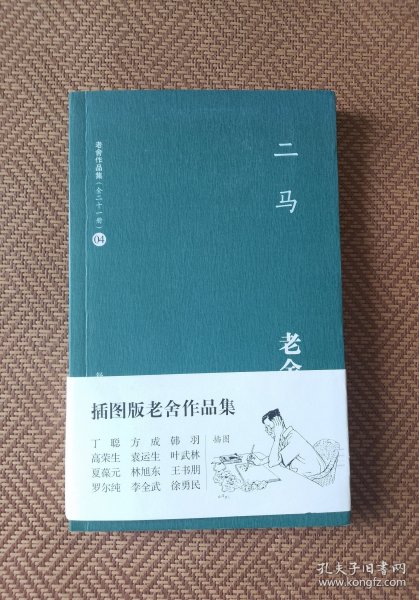 二马
老舍作品集（全二十一册）04
老舍
插图版老舍作品集
丁聪 方成 韩羽 插图
高荣生 袁运生 叶武林
夏葆元 林旭东 王书朋
罗尔纯 李全武 徐勇民
孔夫子旧书网
www.kongfz.com